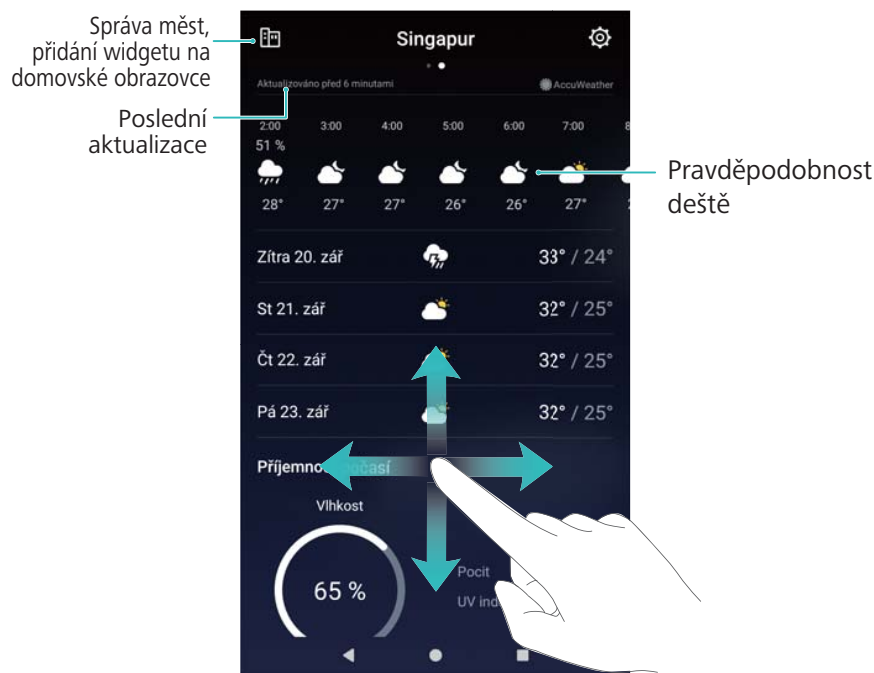 Správa měst,
přidání widgetu na
domovské obrazovce
Poslední
aktualizace
Singapur
Aktualizováno před 6 minutami AccuWeather
2:00 3:00 4:00 5:00 6:00 7:00 8
51 %
28° 27° 27° 26° 26° 27°
Pravděpodobnost
deště
Zítra 20. zář 33° / 24°
St 21. zář 32° / 25°
Čt 22. zář 32° / 25°
Pá 23. zář 32° / 25°
Vlhkost
65 %
Pocit
UV